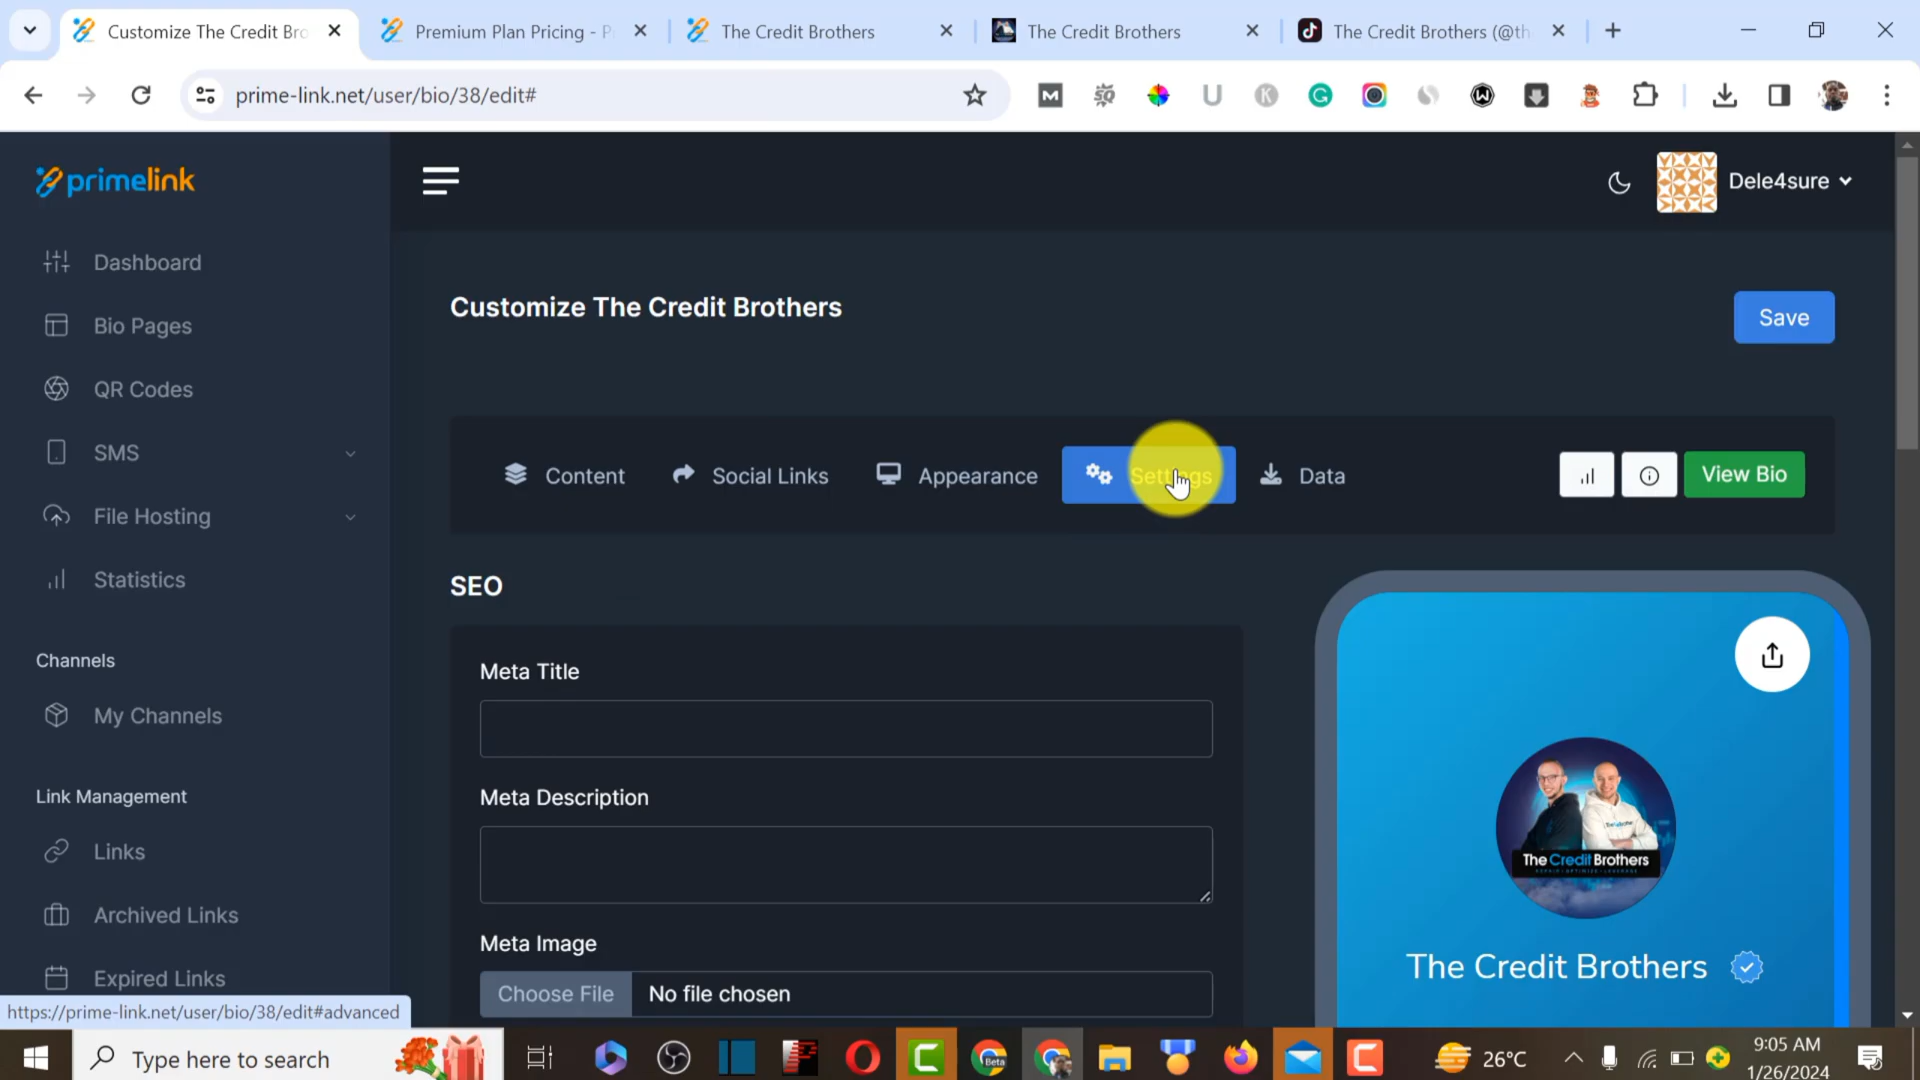 Customize The Credit Bro
Premium Plan Pricing - P
The Credit Brothers
The Credit Brothers
The Credit Brothers (@th
prime-link.net/user/bio/38/edit#
primelink
Dele4sure
Dashboard
Bio Pages
QR Codes
SMS
File Hosting
Statistics
Channels
My Channels
Link Management
Links
Archived Links
Expired Links
https://prime-link.net/user/bio/38/edit#advanced
Customize The Credit Brothers
Save
Content
Social Links
Appearance
Settings
Data
View Bio
SEO
Meta Title
Meta Description
Meta Image
Choose File
No file chosen
The Credit Brothers
REPAIR • OPTIMIZE • LEVERAGE
The Credit Brothers
Type here to search
Beta
26°C
9:05 AM
1/26/2024